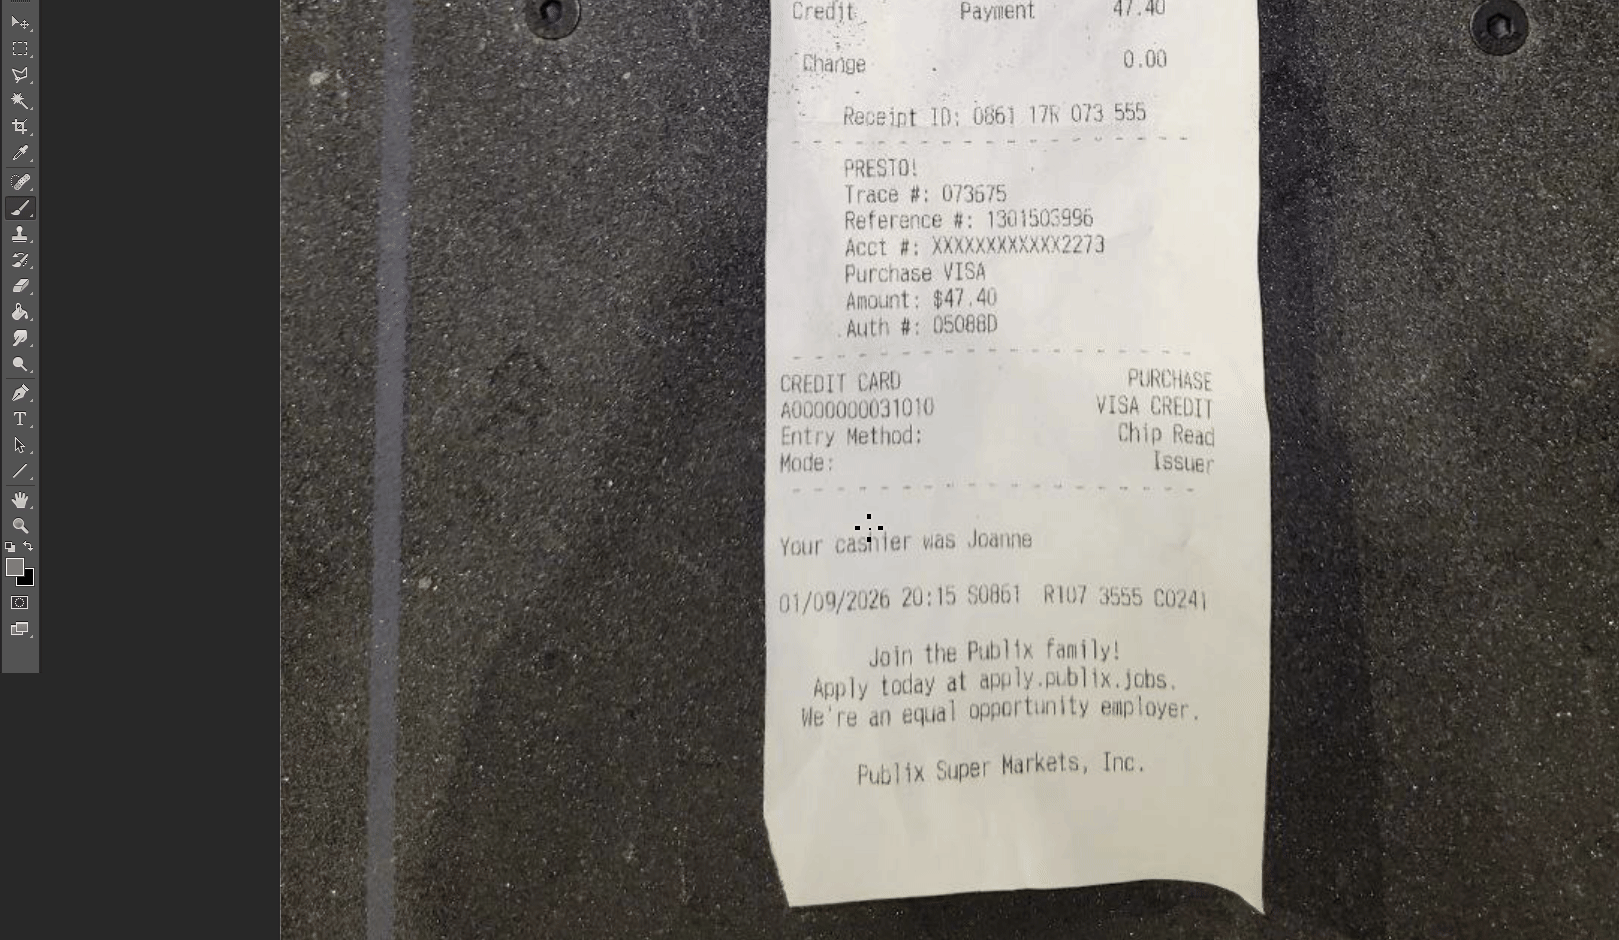 Credit Payment 47.40
Change 0.00
Receipt ID: 0861 17R 073 555
PRESTO!
Trace #: 073675
Reference #: 1301503996
Acct #: XXXXXXXXXXXX2273
Purchase VISA
Amount: $47.40
Auth #: 05088D
CREDIT CARD PURCHASE
A0000000031010 VISA CREDIT
Entry Method: Chip Read
Mode: Issuer
Your cashier was Joanne
01/09/2026 20:15 S0861 R107 3555 C0241
Join the Publix family!
Apply today at apply.publix.jobs.
We're an equal opportunity employer.
Publix Super Markets, Inc.